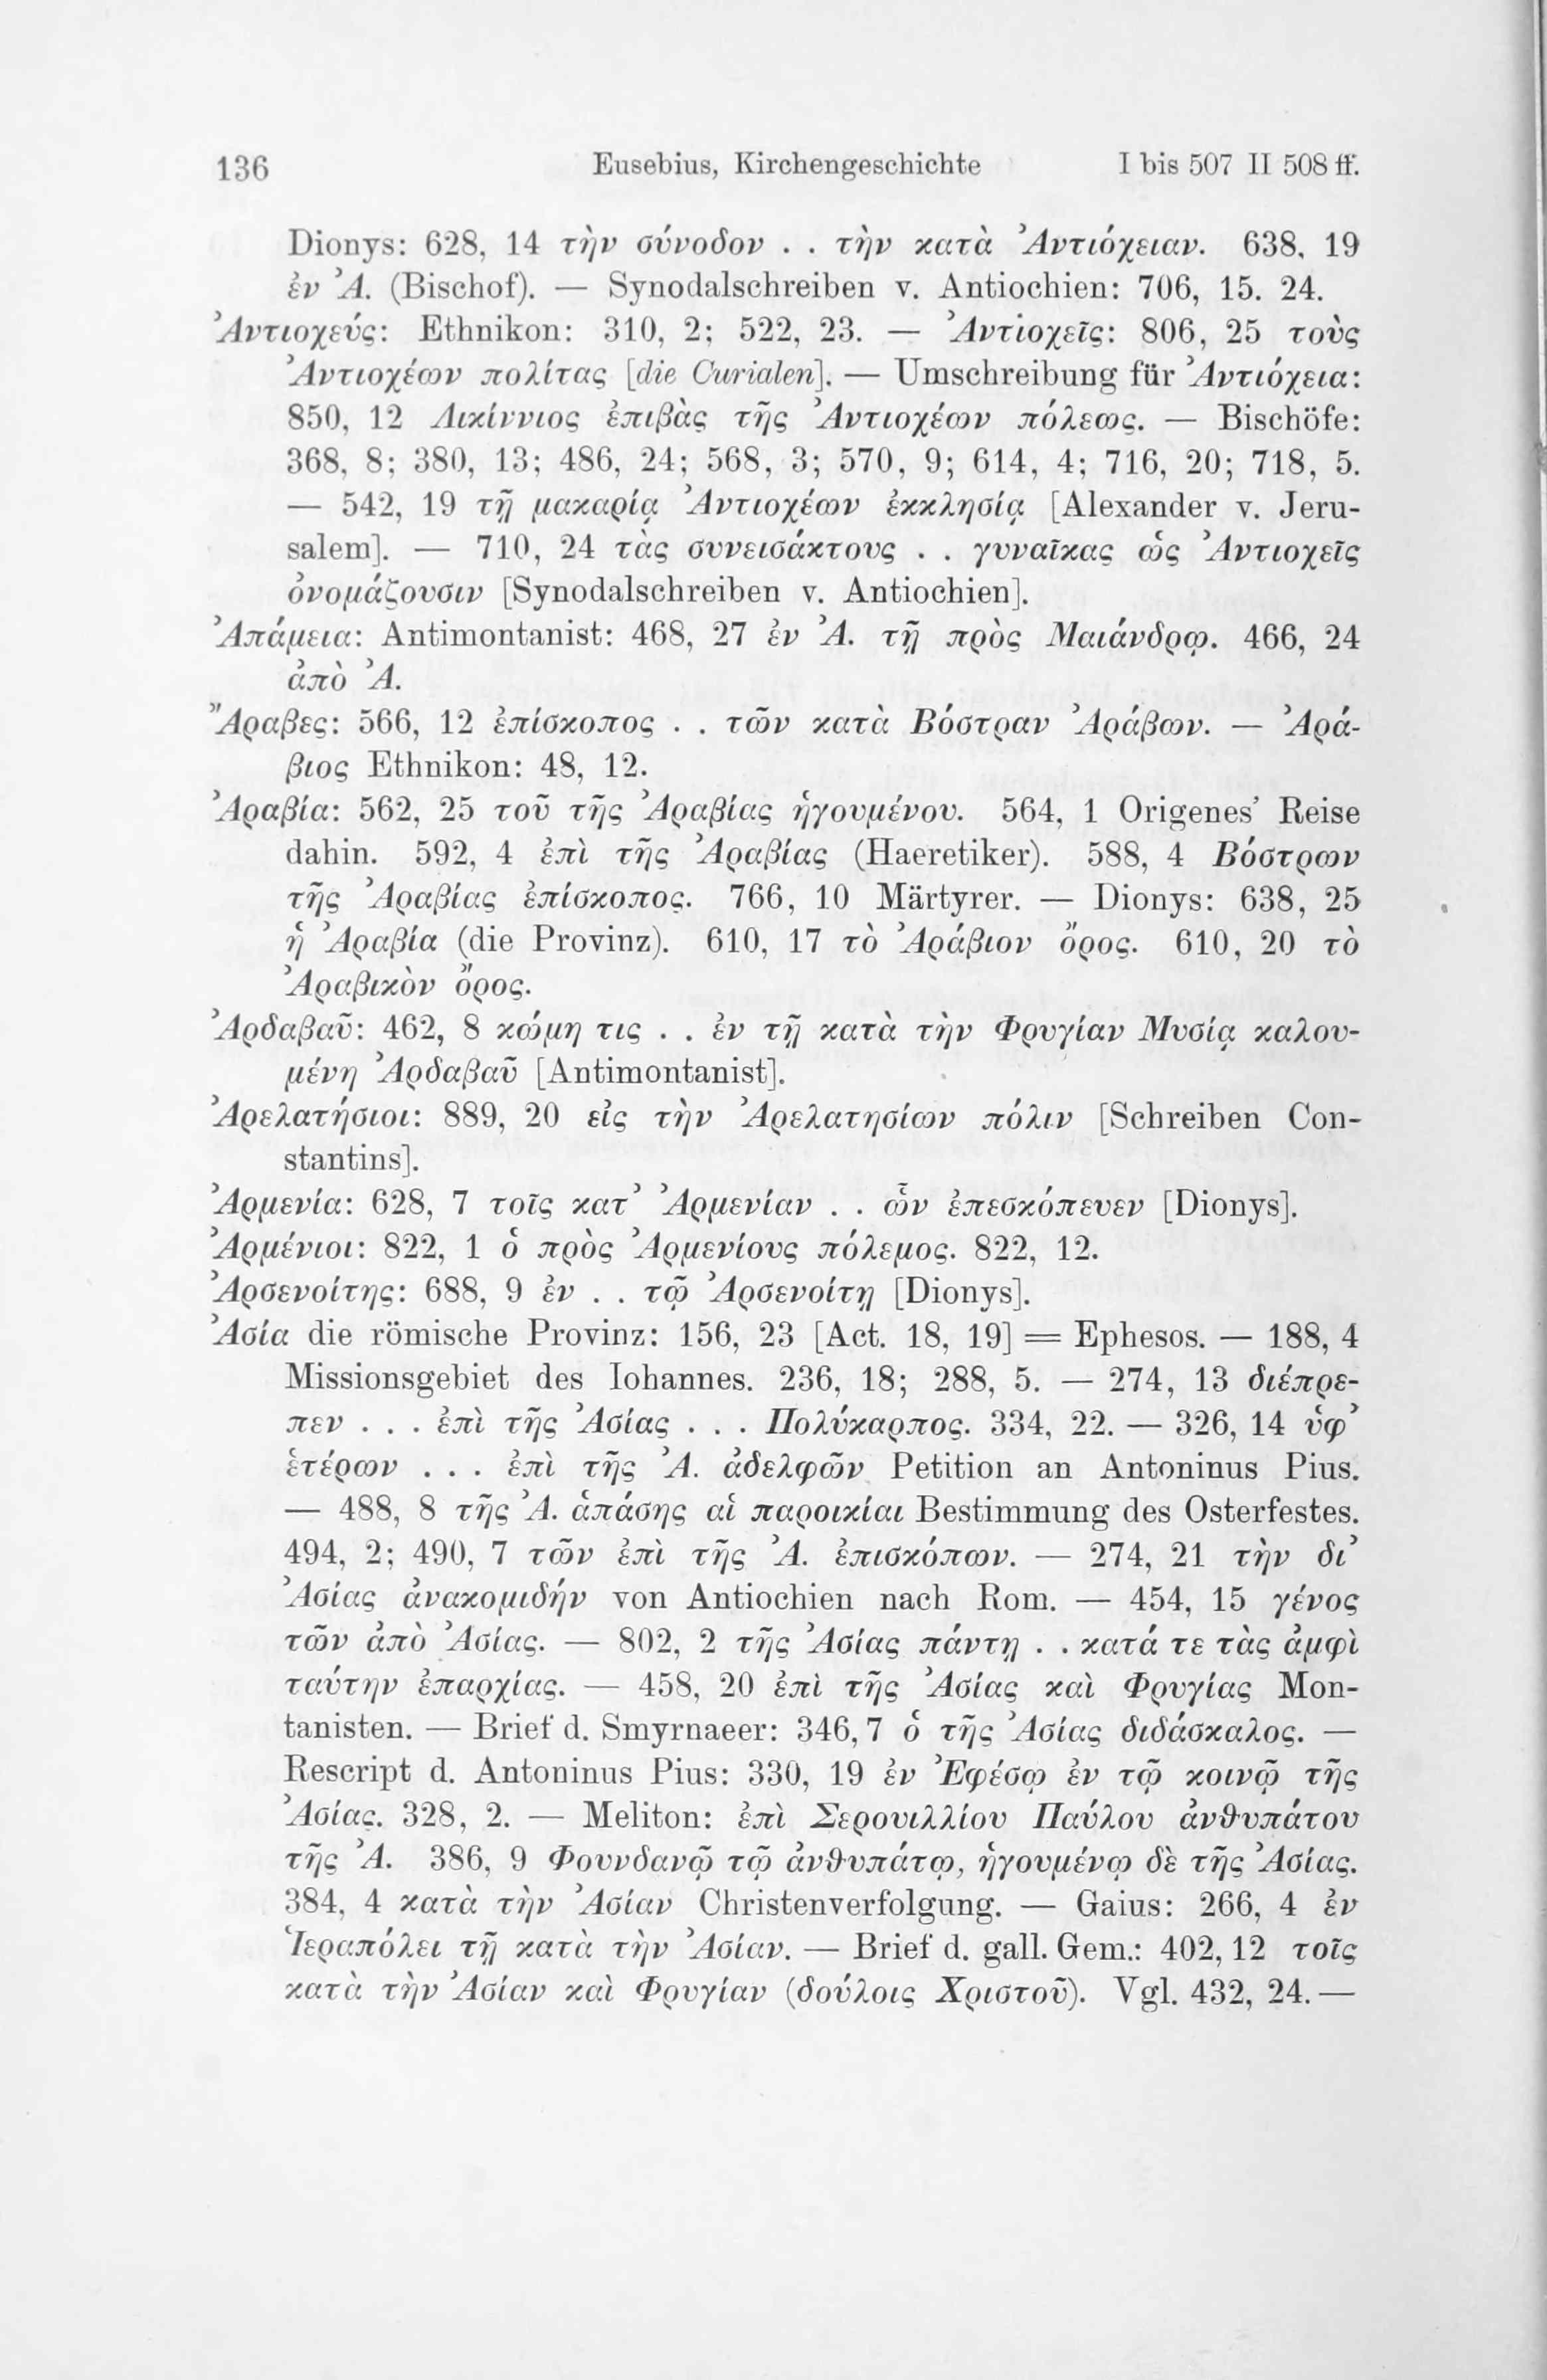 136 Eusebius, Kirchengeschichte I bis 507 II 508 ff.
Dionys: 628, 14 τὴν σύνοδον . . τὴν κατὰ Ἀντιόχειαν. 638, 19
ἐν Ἀ. (Bischof). — Synodalschreiben v. Antiochien: 706, 15. 24.
Ἀντιοχεύς: Ethnikon: 310, 2; 522, 23. — Ἀντιοχεῖς: 806, 25 τοὺς
Ἀντιοχέων πολίτας [die Curialen]. — Umschreibung für Ἀντιόχεια:
850, 12 Λικίννιος ἐπιβὰς τῆς Ἀντιοχέων πόλεως. — Bischöfe:
368, 8; 380, 13; 486, 24; 568, 3; 570, 9; 614, 4; 716, 20; 718, 5.
— 542, 19 τῇ μακαρίᾳ Ἀντιοχέων ἐκκλησίᾳ [Alexander v. Jeru-
salem]. — 710, 24 τὰς συνεισάκτους . . γυναῖκας ὡς Ἀντιοχεῖς
ὀνομάζουσιν [Synodalschreiben v. Antiochien].
Ἀπάμεια: Antimontanist: 468, 27 ἐν Ἀ. τῇ πρὸς Μαιάνδρῳ. 466, 24
ἀπὸ Ἀ.
Ἄραβες: 566, 12 ἐπίσκοπος . . τῶν κατὰ Βόστραν Ἀράβων. — Ἀρά-
βιος Ethnikon: 48, 12.
Ἀραβία: 562, 25 τοῦ τῆς Ἀραβίας ἡγουμένου. 564, 1 Origenes’ Reise
dahin. 592, 4 ἐπὶ τῆς Ἀραβίας (Haeretiker). 588, 4 Βόστρων
τῆς Ἀραβίας ἐπίσκοπος. 766, 10 Märtyrer. — Dionys: 638, 25
ἡ Ἀραβία (die Provinz). 610, 17 τὸ Ἀράβιον ὄρος. 610, 20 τὸ
Ἀραβικὸν ὄρος.
Ἀρδαβαῦ: 462, 8 κώμη τις . . ἐν τῇ κατὰ τὴν Φρυγίαν Μυσίᾳ καλου-
μένη Ἀρδαβαῦ [Antimontanist].
Ἀρελατήσιοι: 889, 20 εἰς τὴν Ἀρελατησίων πόλιν [Schreiben Con-
stantins].
Ἀρμενία: 628, 7 τοῖς κατ’ Ἀρμενίαν . . ὧν ἐπεσκόπευεν [Dionys].
Ἀρμένιοι: 822, 1 ὁ πρὸς Ἀρμενίους πόλεμος. 822, 12.
Ἀρσενοίτης: 688, 9 ἐν . . τῷ Ἀρσενοίτῃ [Dionys].
Ἀσία die römische Provinz: 156, 23 [Act. 18, 19] = Ephesos. — 188, 4
Missionsgebiet des Iohannes. 236, 18; 288, 5. — 274, 13 διέπρε-
πεν . . . ἐπὶ τῆς Ἀσίας . . . Πολύκαρπος. 334, 22. — 326, 14 ὑφ’
ἑτέρων . . . ἐπὶ τῆς Ἀ. ἀδελφῶν Petition an Antoninus Pius.
— 488, 8 τῆς Ἀ. ἁπάσης αἱ παροικίαι Bestimmung des Osterfestes.
494, 2; 490, 7 τῶν ἐπὶ τῆς Ἀ. ἐπισκόπων. — 274, 21 τὴν δι’
Ἀσίας ἀνακομιδήν von Antiochien nach Rom. — 454, 15 γένος
τῶν ἀπὸ Ἀσίας. — 802, 2 τῆς Ἀσίας πάντῃ . . κατά τε τὰς ἀμφὶ
ταύτην ἐπαρχίας. — 458, 20 ἐπὶ τῆς Ἀσίας καὶ Φρυγίας Mon-
tanisten. — Brief d. Smyrnaeer: 346, 7 ὁ τῆς Ἀσίας διδάσκαλος. —
Rescript d. Antoninus Pius: 330, 19 ἐν Ἐφέσῳ ἐν τῷ κοινῷ τῆς
Ἀσίας. 328, 2. — Meliton: ἐπὶ Σερουιλλίου Παύλου ἀνθυπάτου
τῆς Ἀ. 386, 9 Φουνδανῷ τῷ ἀνθυπάτῳ, ἡγουμένῳ δὲ τῆς Ἀσίας.
384, 4 κατὰ τὴν Ἀσίαν Christenverfolgung. — Gaius: 266, 4 ἐν
Ἱεραπόλει τῇ κατὰ τὴν Ἀσίαν. — Brief d. gall. Gem.: 402, 12 τοῖς
κατὰ τὴν Ἀσίαν καὶ Φρυγίαν (δούλοις Χριστοῦ). Vgl. 432, 24. —